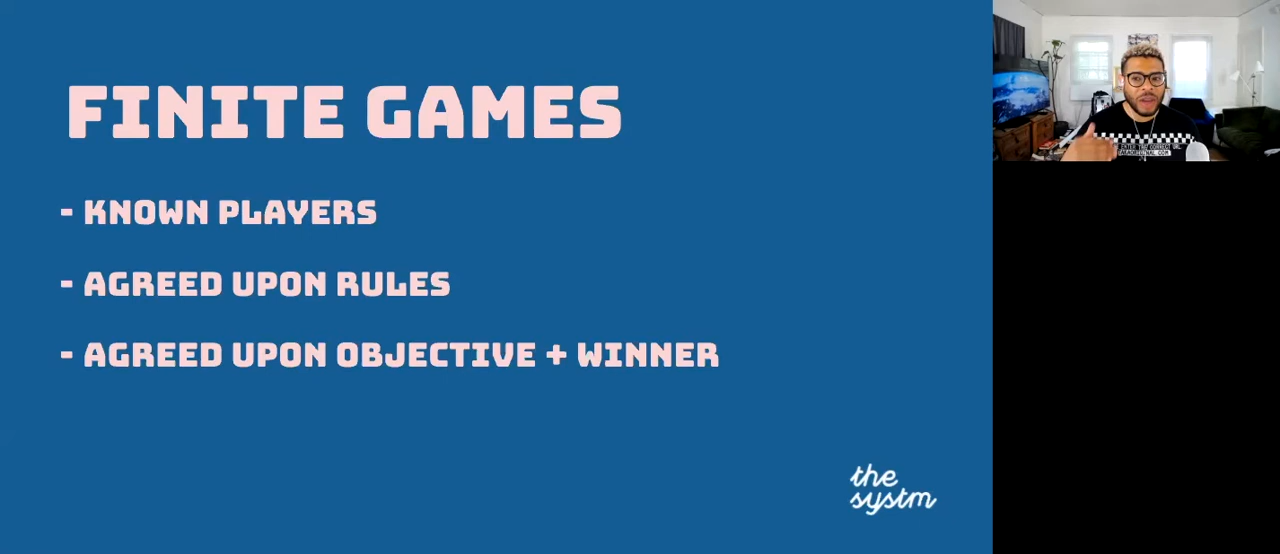 FINITE GAMES
- KNOWN PLAYERS
- AGREED UPON RULES
- AGREED UPON OBJECTIVE + WINNER
the
systm